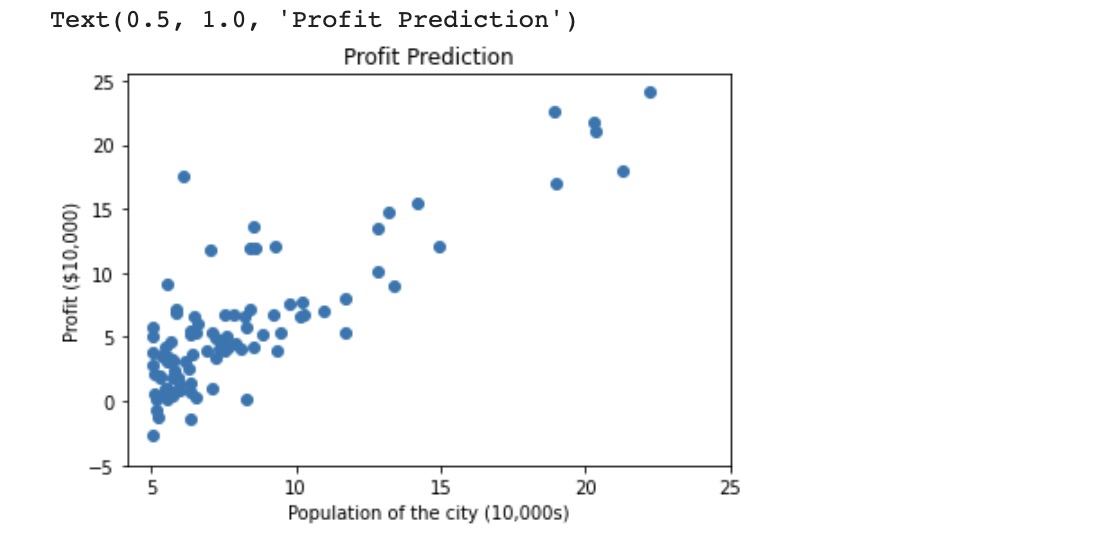 Text(0.5, 1.0, 'Profit Prediction')
Profit Prediction
25
20
15
10
5
0
−5
Profit ($10,000)
5 10 15 20 25
Population of the city (10,000s)